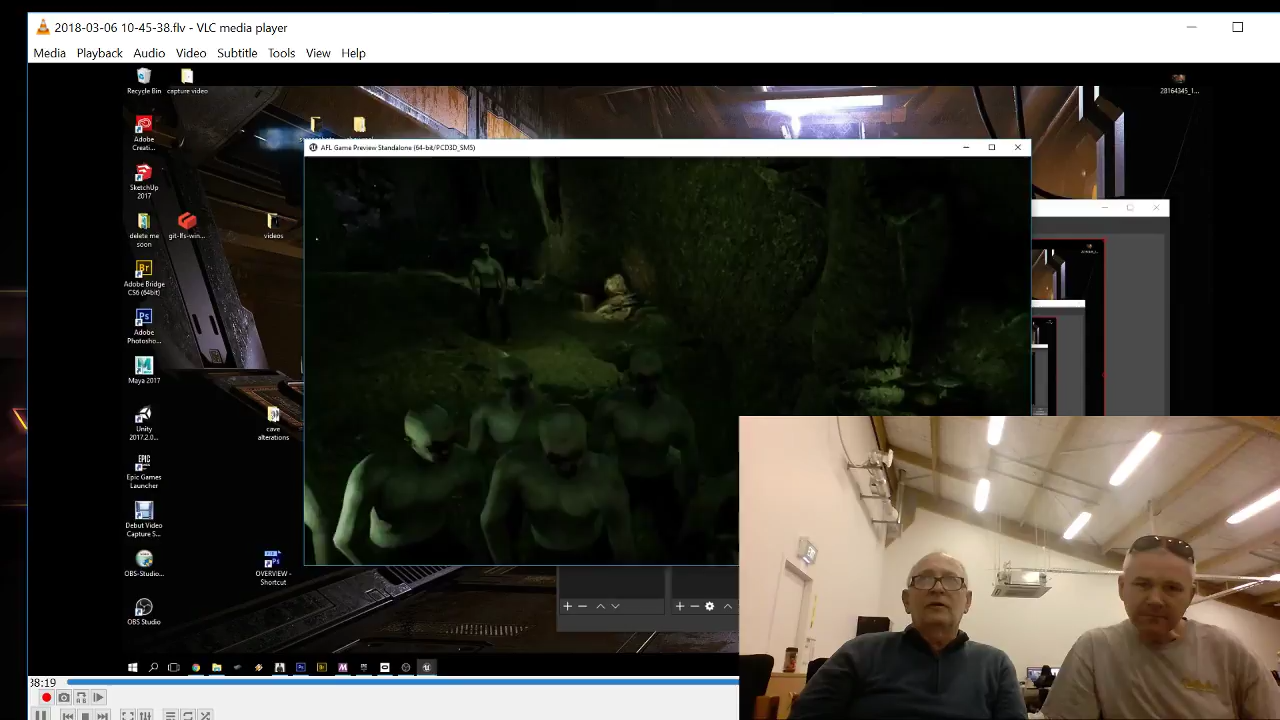 2018-03-06 10-45-38.flv - VLC media player
Media Playback Audio Video Subtitle Tools View Help
Recycle Bin
capture video
28164345_1...
Adobe
Creati...
AFL Game Preview Standalone (64-bit/PCD3D_SM5)
SketchUp
2017
delete me
soon
git-lfs-win...
videos
Adobe Bridge
CS6 (64bit)
Adobe
Photosho...
Maya 2017
Unity
2017.2.0...
cave
alterations
Epic Games
Launcher
Debut Video
Capture S...
OBS-Studio...
OVERVIEW -
Shortcut
OBS Studio
38:19